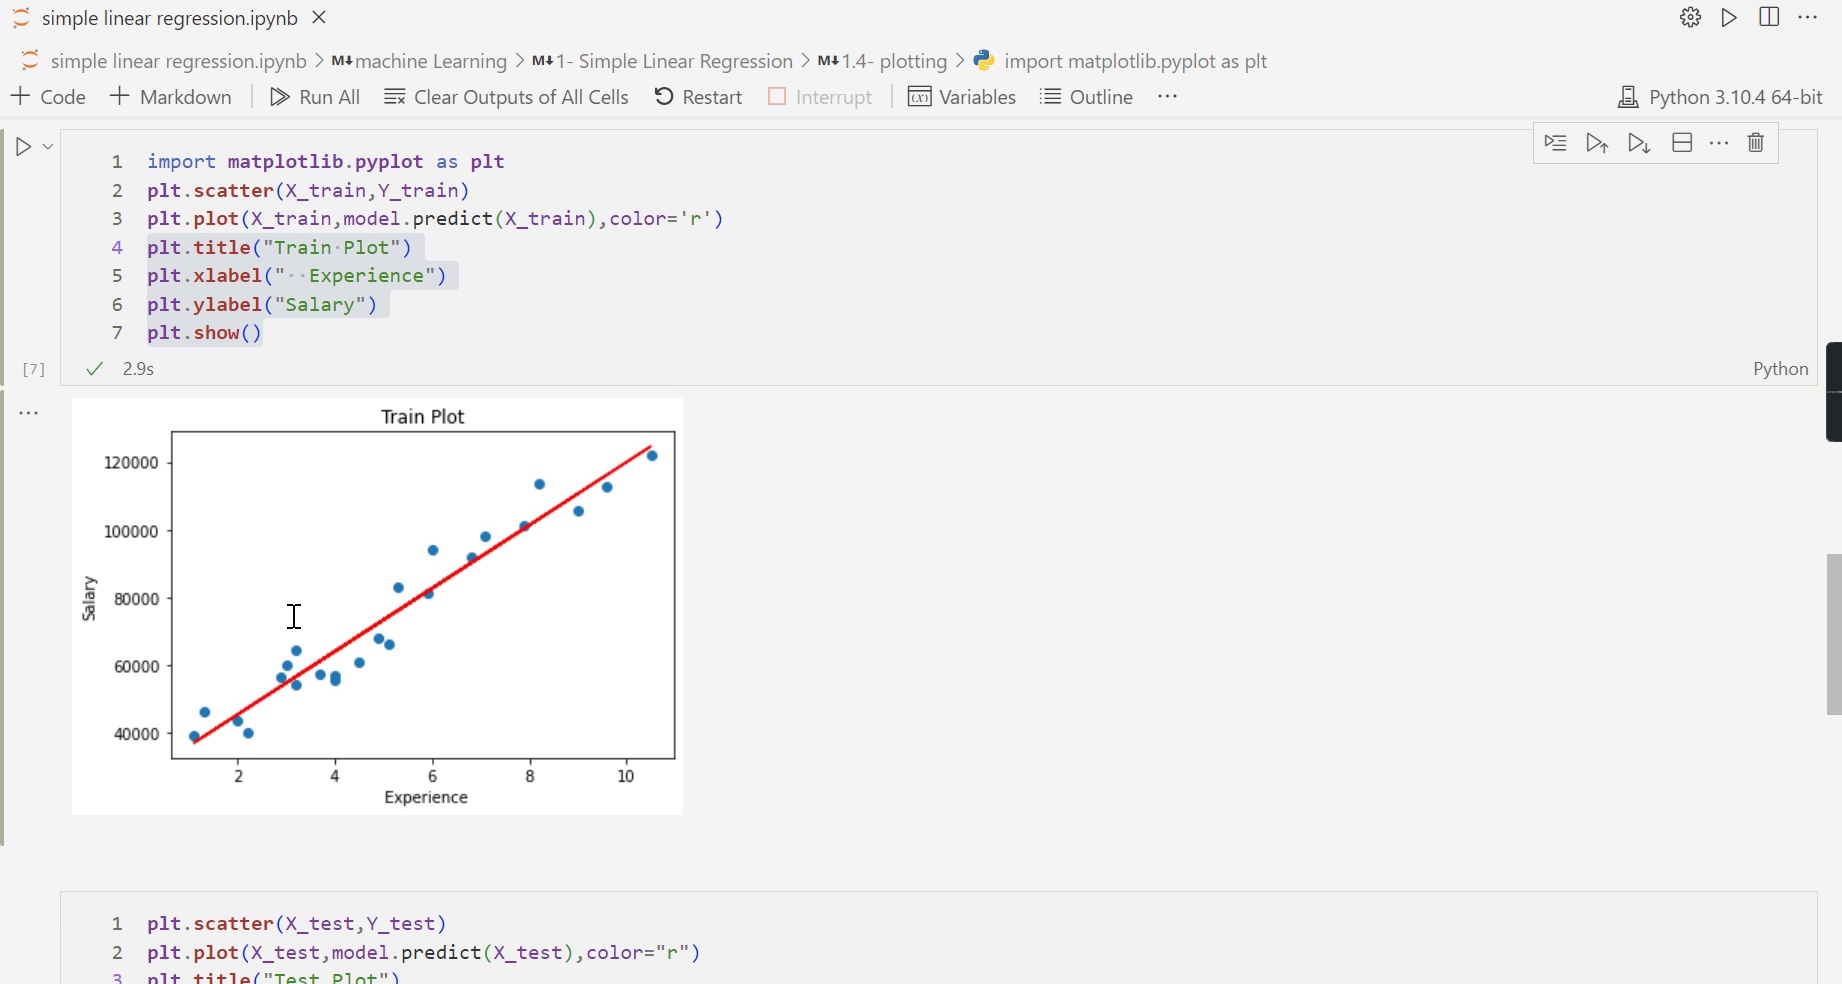 simple linear regression.ipynb
simple linear regression.ipynb > M↓ machine Learning > M↓ 1- Simple Linear Regression > M↓ 1.4- plotting > import matplotlib.pyplot as plt
+ Code + Markdown Run All Clear Outputs of All Cells Restart Interrupt (x) Variables Outline ... Python 3.10.4 64-bit
1 import matplotlib.pyplot as plt
2 plt.scatter(X_train,Y_train)
3 plt.plot(X_train,model.predict(X_train),color='r')
4 plt.title("Train·Plot")
5 plt.xlabel("··Experience")
6 plt.ylabel("Salary")
7 plt.show()
[7] ✓ 2.9s Python
Train Plot
120000
100000
80000
60000
40000
Salary
2 4 6 8 10
Experience
1 plt.scatter(X_test,Y_test)
2 plt.plot(X_test,model.predict(X_test),color="r")
3 plt.title("Test Plot")